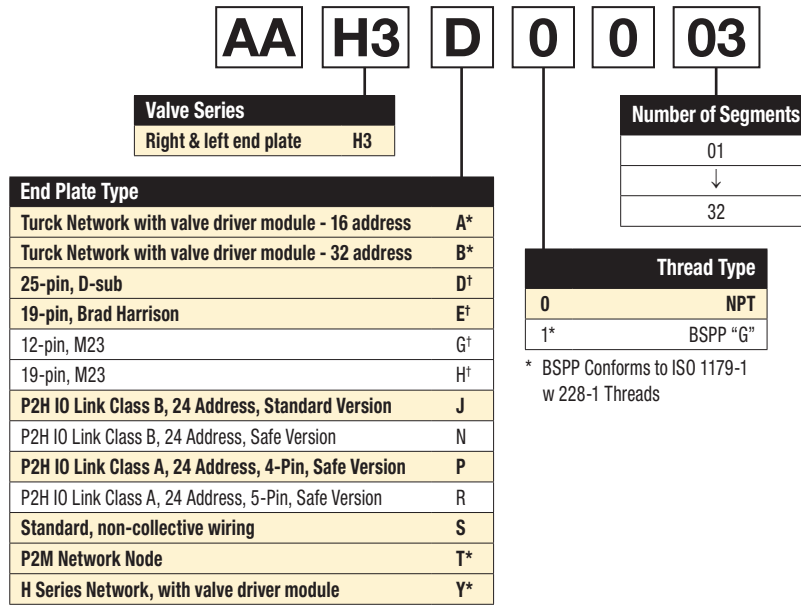 AA H3 D 0 0 03
Valve Series
Right & left end plate H3
Number of Segments
01
↓
32
End Plate Type
Turck Network with valve driver module - 16 address A*
Turck Network with valve driver module - 32 address B*
25-pin, D-sub D†
19-pin, Brad Harrison E†
12-pin, M23 G†
19-pin, M23 H†
P2H IO Link Class B, 24 Address, Standard Version J
P2H IO Link Class B, 24 Address, Safe Version N
P2H IO Link Class A, 24 Address, 4-Pin, Safe Version P
P2H IO Link Class A, 24 Address, 5-Pin, Safe Version R
Standard, non-collective wiring S
P2M Network Node T*
H Series Network, with valve driver module Y*
Thread Type
0 NPT
1* BSPP “G”
* BSPP Conforms to ISO 1179-1
w 228-1 Threads